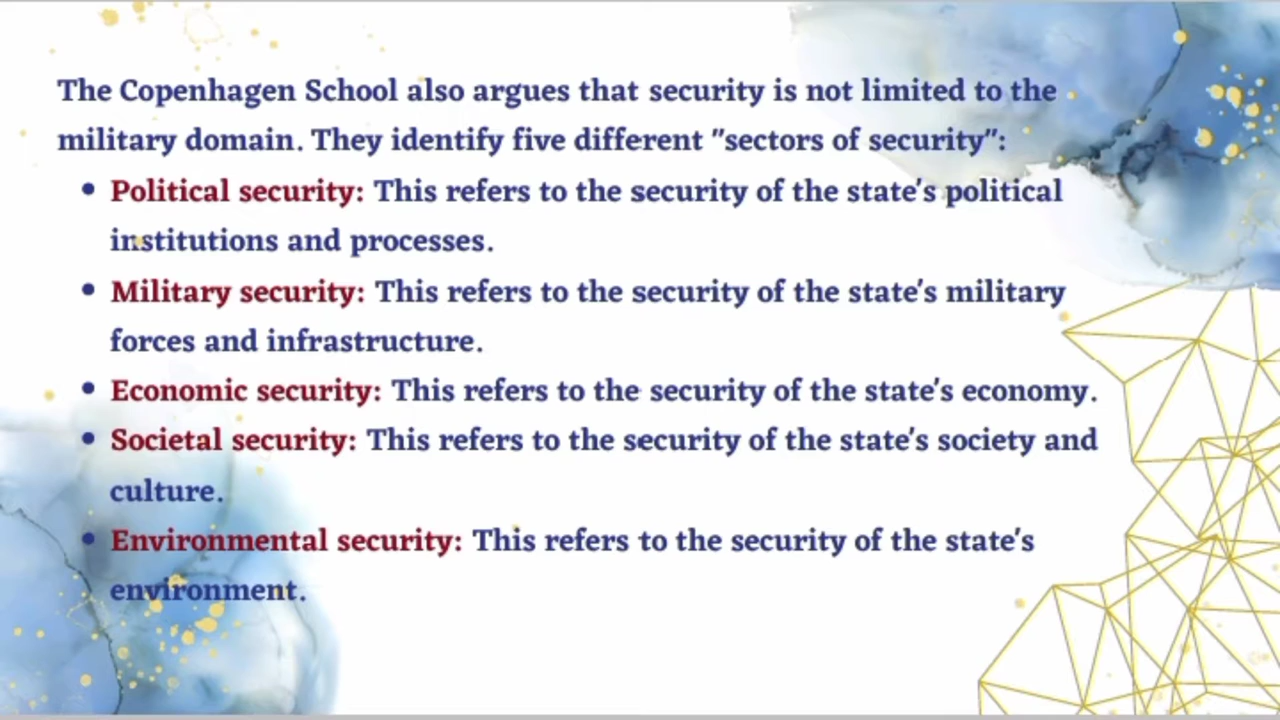 The Copenhagen School also argues that security is not limited to the
military domain. They identify five different "sectors of security":
• Political security: This refers to the security of the state's political
institutions and processes.
• Military security: This refers to the security of the state's military
forces and infrastructure.
• Economic security: This refers to the security of the state's economy.
• Societal security: This refers to the security of the state's society and
culture.
• Environmental security: This refers to the security of the state's
environment.